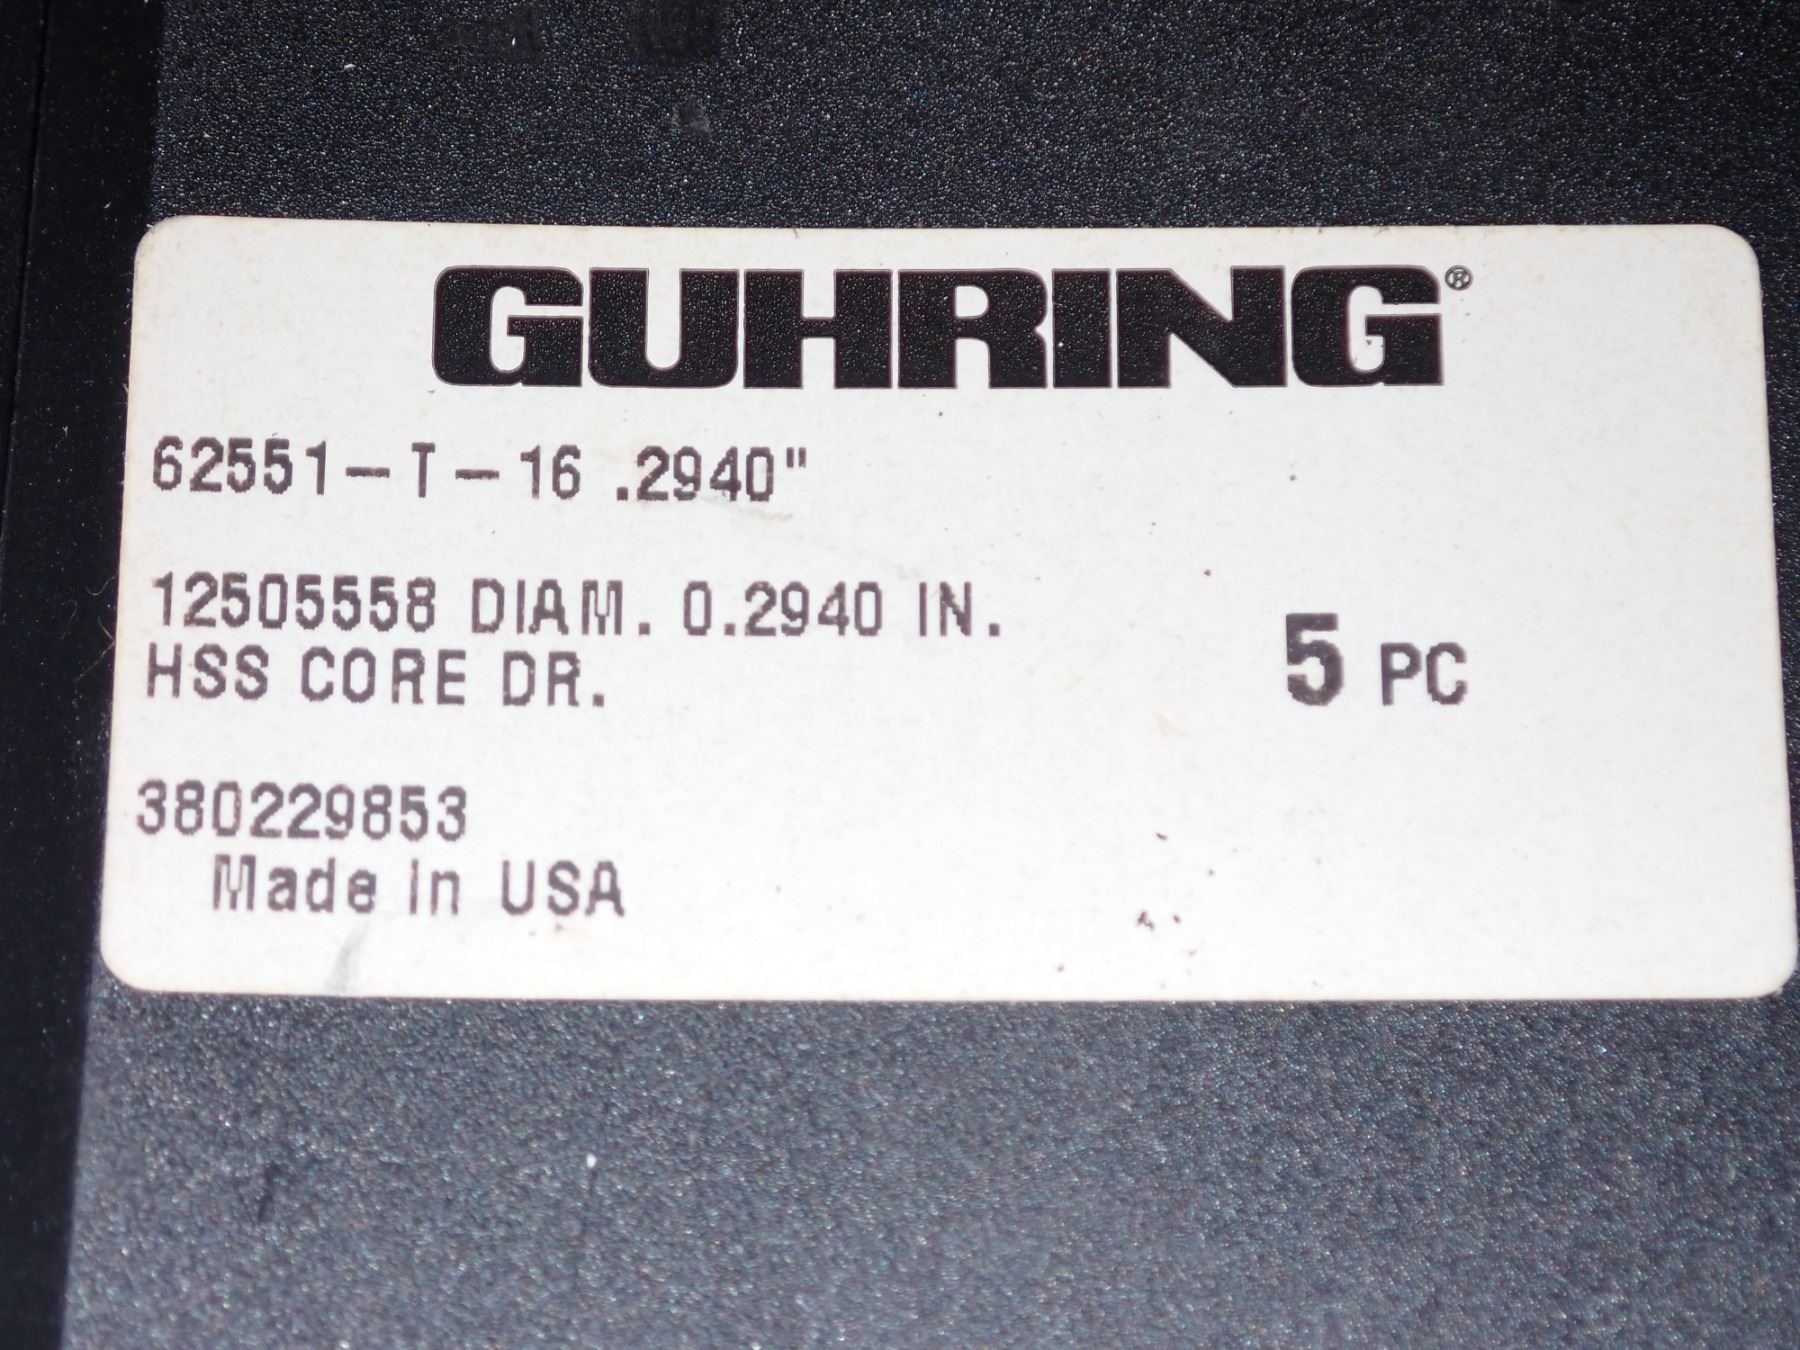 GUHRING®
62551-T-16 .2940"
12505558 DIAM. 0.2940 IN.
HSS CORE DR.
5 PC
380229853
Made in USA